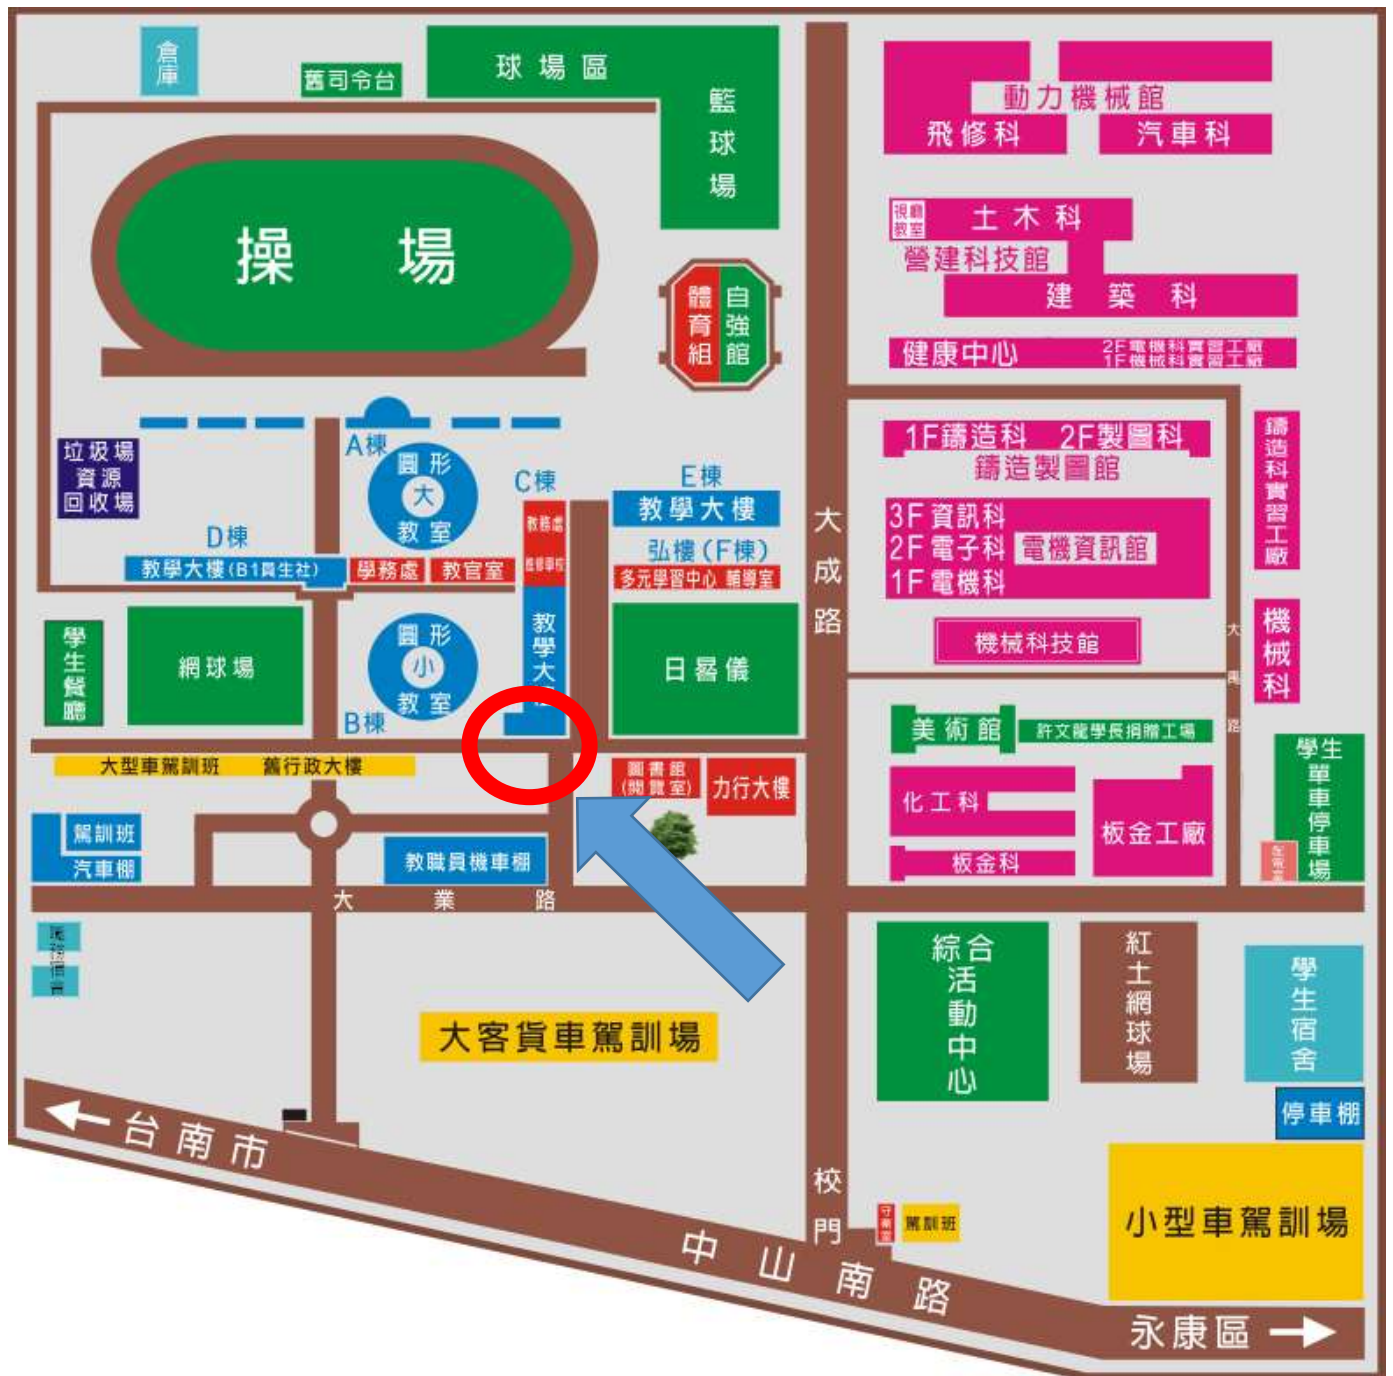 倉庫
舊司令台
球場區
籃球場
操場
體育組
自強館
動力機械館
飛修科
汽車科
視聽教室
土木科
營建科技館
建築科
健康中心
2F電機科實習工廠
1F機械科實習工廠
垃圾場
資源
回收場
A棟
圓形
大
教室
C棟
教務處
進修學校
教學大
E棟
教學大樓
弘樓(F棟)
多元學習中心 輔導室
D棟
教學大樓(B1員生社)
學務處
教官室
1F鑄造科 2F製圖科
鑄造製圖館
3F資訊科
2F電子科
1F電機科
電機資訊館
鑄造科實習工廠
機械科技館
機械科
學生餐廳
網球場
圓形
小
教室
B棟
日晷儀
大成路
美術館
許文龍學長捐贈工場
大型車駕訓班 舊行政大樓
圖書館
(閱覽室)
力行大樓
化工科
板金工廠
板金科
學生單車停車場
配電室
駕訓班
汽車棚
教職員機車棚
大業路
綜合活動中心
紅土網球場
學生宿舍
停車棚
大客貨車駕訓場
小型車駕訓場
校門
守衛室
駕訓班
台南市
中山南路
永康區